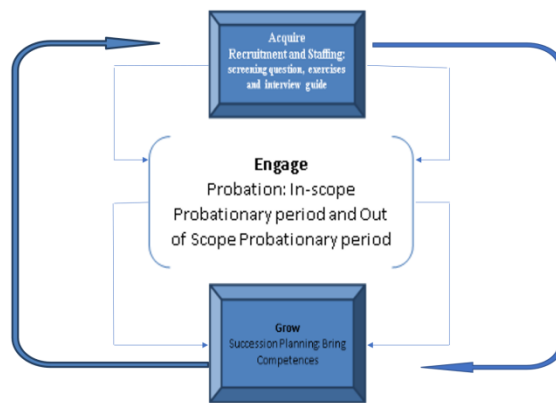 Acquire
Recruitment and Staffing:
screening question, exercises
and interview guide
Engage
Probation: In-scope
Probationary period and Out
of Scope Probationary period
Grow
Succession Planning: Bring
Competences